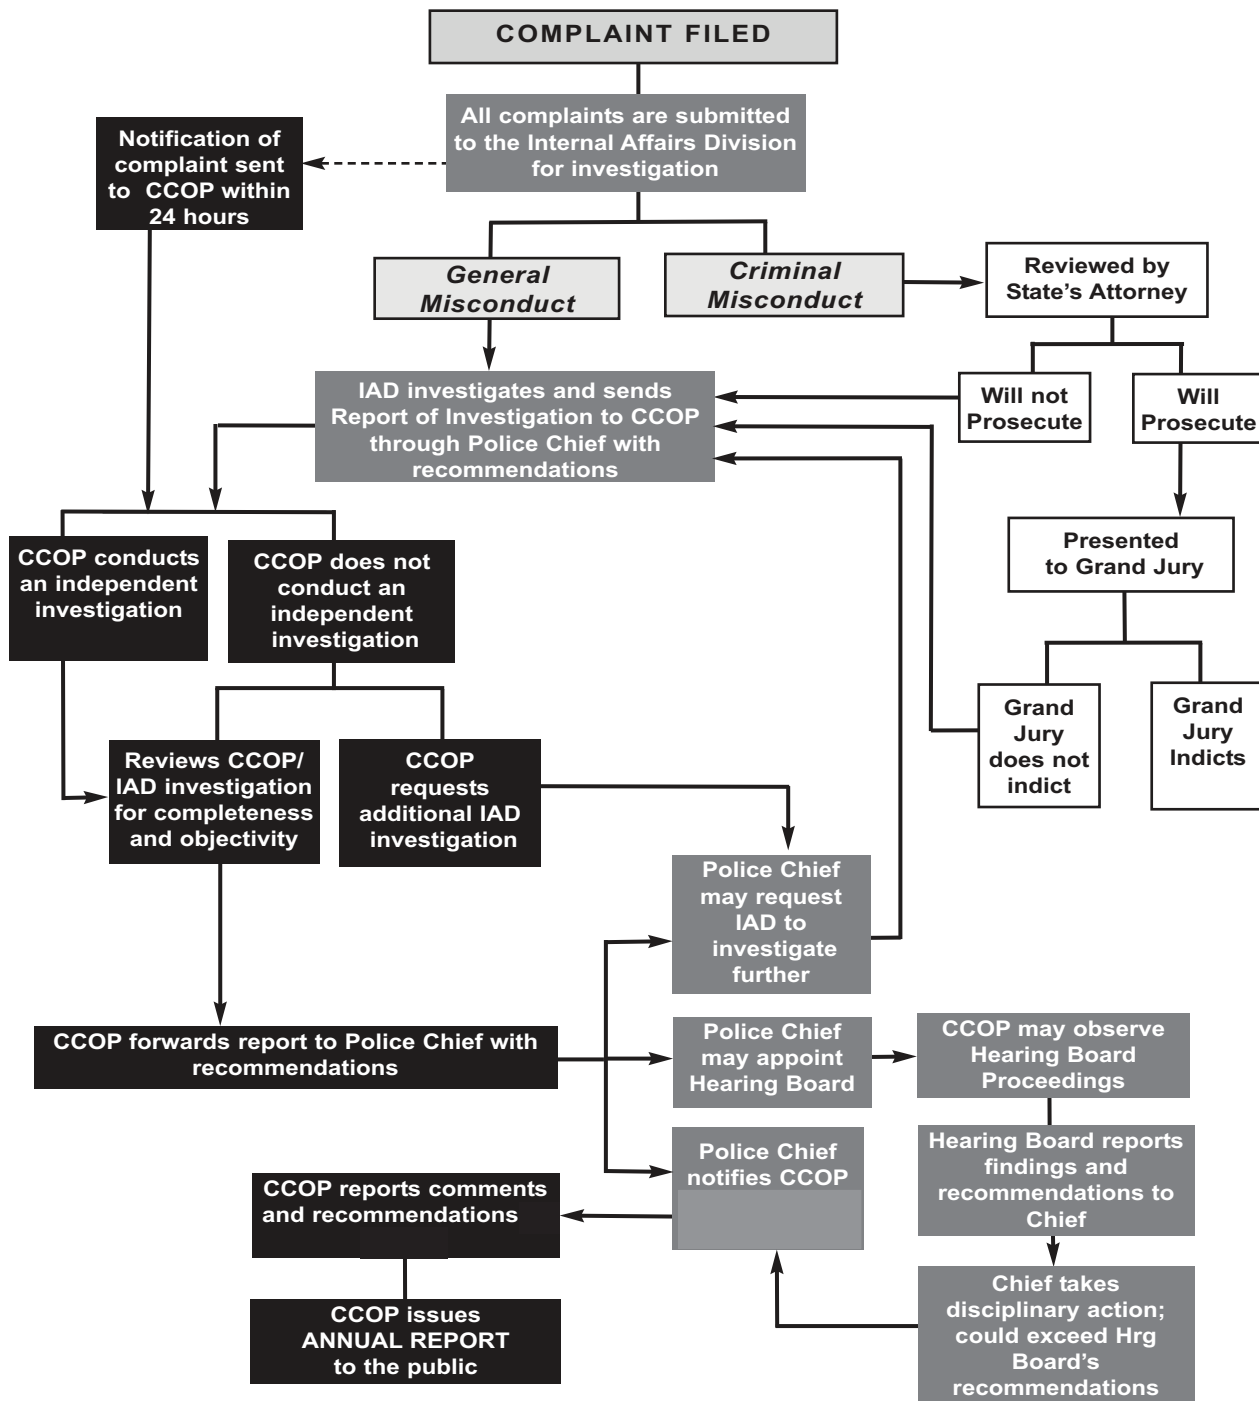 COMPLAINT FILED
All complaints are submitted
to the Internal Affairs Division
for investigation
Notification of
complaint sent
to CCOP within
24 hours
General
Misconduct
Criminal
Misconduct
Reviewed by
State’s Attorney
IAD investigates and sends
Report of Investigation to CCOP
through Police Chief with
recommendations
Will not
Prosecute
Will
Prosecute
CCOP conducts
an independent
investigation
CCOP does not
conduct an
independent
investigation
Presented
to Grand Jury
Grand
Jury
does not
indict
Grand
Jury
Indicts
Reviews CCOP/
IAD investigation
for completeness
and objectivity
CCOP
requests
additional IAD
investigation
Police Chief
may request
IAD to
investigate
further
CCOP forwards report to Police Chief with
recommendations
Police Chief
may appoint
Hearing Board
CCOP may observe
Hearing Board
Proceedings
Police Chief
notifies CCOP
Hearing Board reports
findings and
recommendations to
Chief
CCOP reports comments
and recommendations
Chief takes
disciplinary action;
could exceed Hrg
Board’s
recommendations
CCOP issues
ANNUAL REPORT
to the public